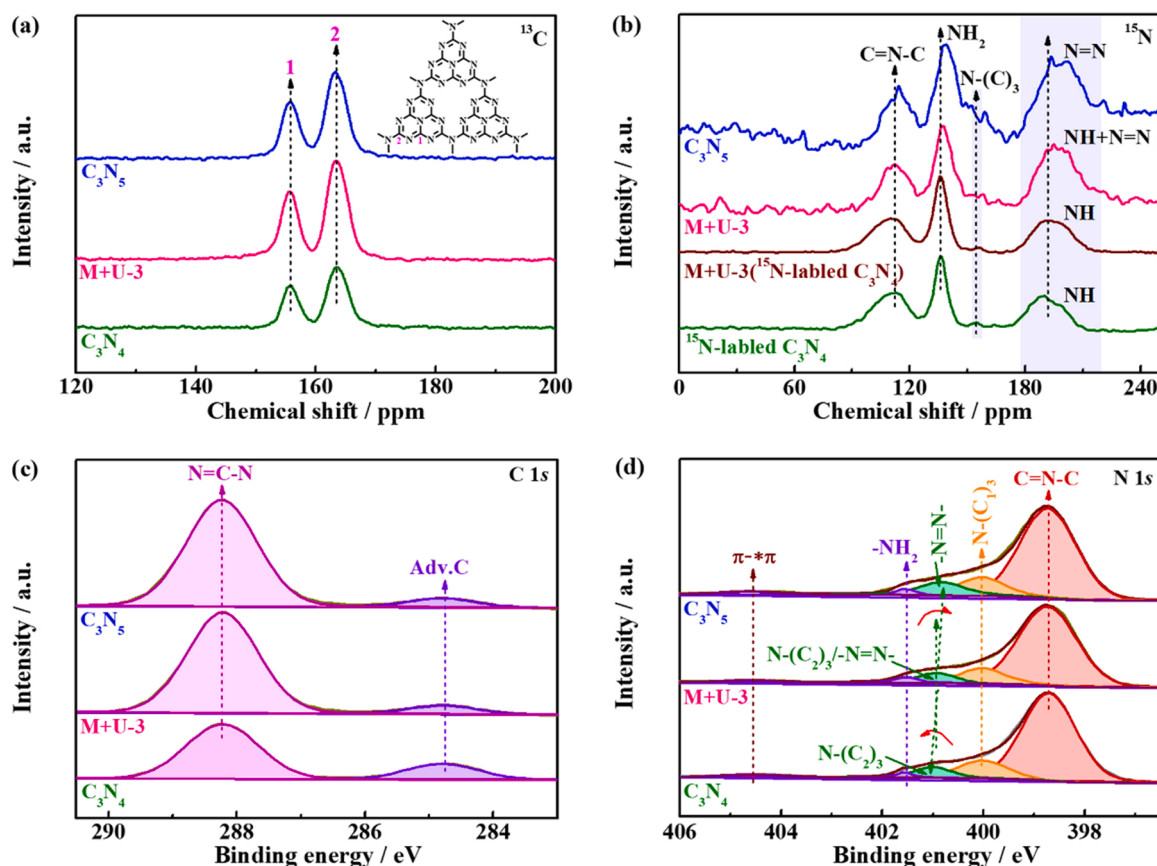 (a)
¹³C
1
2
2
1
C₃N₅
M+U-3
C₃N₄
Intensity / a.u.
120
140
160
180
200
Chemical shift / ppm
(b)
¹⁵N
C=N-C
NH₂
N-(C)₃
N=N
NH+N=N
NH
NH
C₃N₅
M+U-3
M+U-3(¹⁵N-labled C₃N₄)
¹⁵N-labled C₃N₄
Intensity / a.u.
0
60
120
180
240
Chemical shift / ppm
(c)
C 1s
N=C-N
Adv.C
C₃N₅
M+U-3
C₃N₄
Intensity / a.u.
290
288
286
284
Binding energy / eV
(d)
N 1s
C=N-C
N-(C₁)₃
-N=N-
-NH₂
π-*π
C₃N₅
N-(C₂)₃/-N=N-
M+U-3
N-(C₂)₃
C₃N₄
Intensity / a.u.
406
404
402
400
398
Binding energy / eV